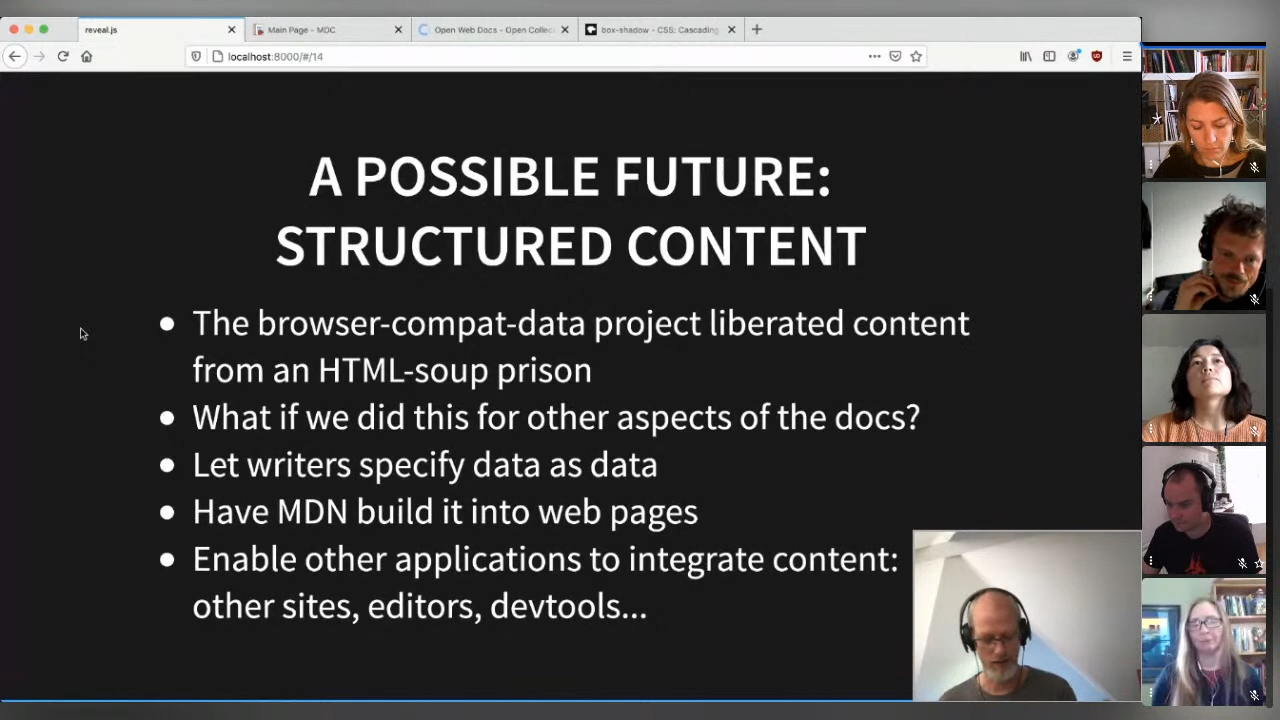 reveal.js
Main Page - MDC
Open Web Docs - Open Collec
box-shadow - CSS: Cascading
localhost:8000/#/14
A POSSIBLE FUTURE:
STRUCTURED CONTENT
The browser-compat-data project liberated content
from an HTML-soup prison
What if we did this for other aspects of the docs?
Let writers specify data as data
Have MDN build it into web pages
Enable other applications to integrate content:
other sites, editors, devtools...